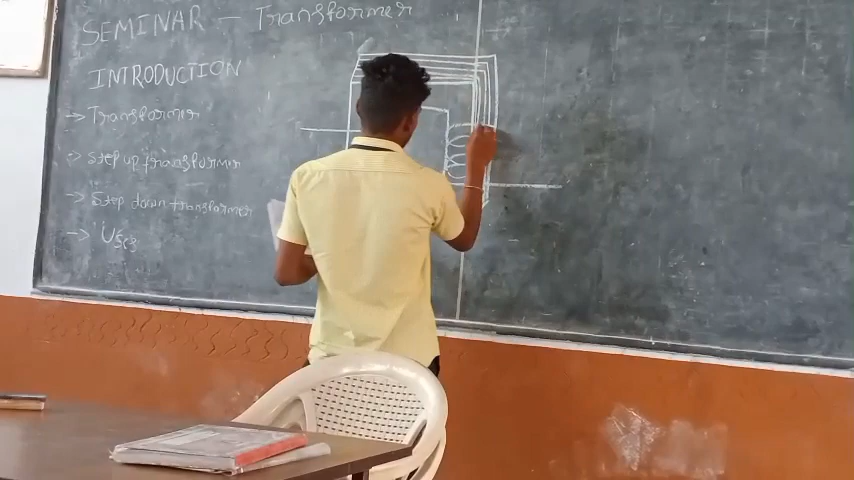 SEMINAR - Transformer
INTRODUCTION
→ Transformer
→ Step up transformer
→ Step down transformer
→ Uses